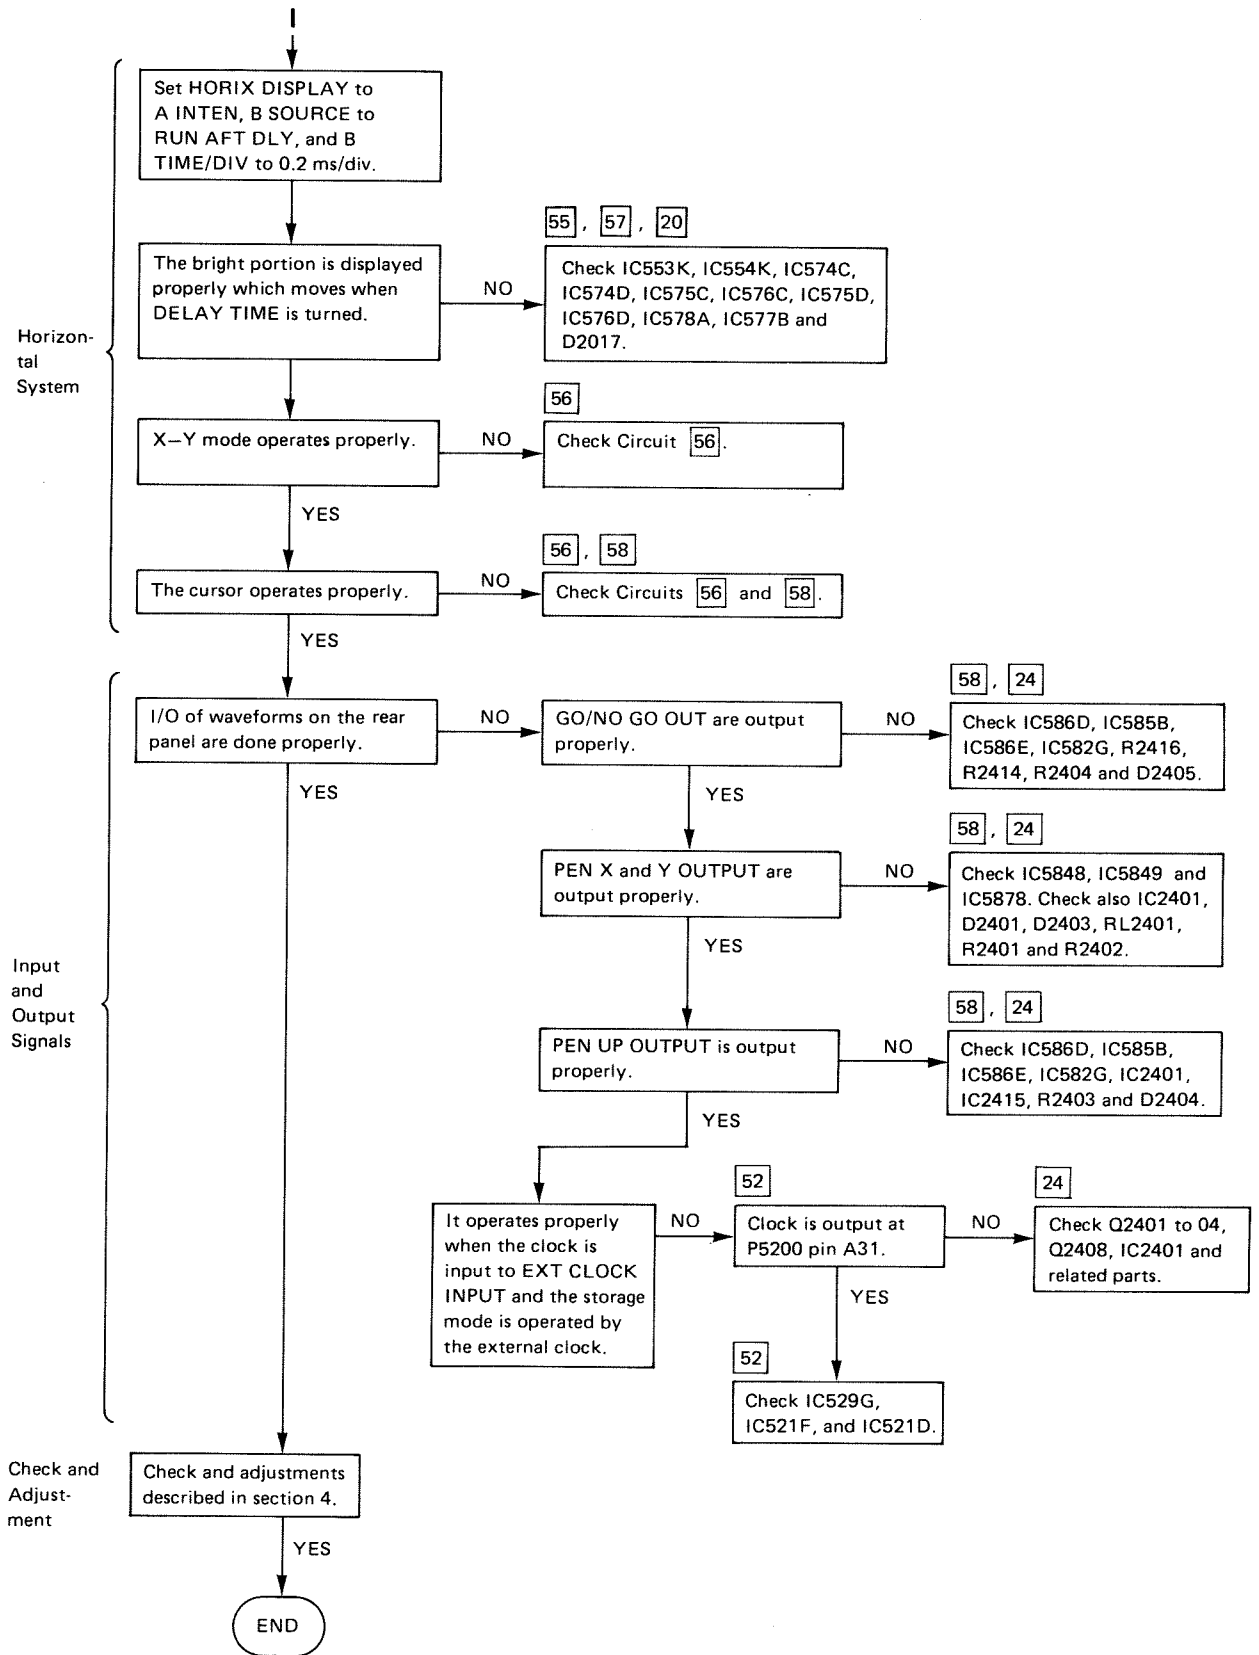 Set HORIX DISPLAY to
A INTEN, B SOURCE to
RUN AFT DLY, and B
TIME/DIV to 0.2 ms/div.
55 , 57 , 20
The bright portion is displayed
properly which moves when
DELAY TIME is turned.
NO
Check IC553K, IC554K, IC574C,
IC574D, IC575C, IC576C, IC575D,
IC576D, IC578A, IC577B and
D2017.
Horizon-
tal
System
56
X–Y mode operates properly.
NO
Check Circuit 56 .
YES
56 , 58
The cursor operates properly.
NO
Check Circuits 56 and 58 .
YES
I/O of waveforms on the rear
panel are done properly.
NO
GO/NO GO OUT are output
properly.
NO
58 , 24
Check IC586D, IC585B,
IC586E, IC582G, R2416,
R2414, R2404 and D2405.
YES
YES
58 , 24
PEN X and Y OUTPUT are
output properly.
NO
Check IC5848, IC5849 and
IC5878. Check also IC2401,
D2401, D2403, RL2401,
R2401 and R2402.
YES
Input
and
Output
Signals
58 , 24
PEN UP OUTPUT is output
properly.
NO
Check IC586D, IC585B,
IC586E, IC582G, IC2401,
IC2415, R2403 and D2404.
YES
It operates properly
when the clock is
input to EXT CLOCK
INPUT and the storage
mode is operated by
the external clock.
NO
52
Clock is output at
P5200 pin A31.
NO
24
Check Q2401 to 04,
Q2408, IC2401 and
related parts.
YES
52
Check IC529G,
IC521F, and IC521D.
Check and
Adjust-
ment
Check and adjustments
described in section 4.
YES
END